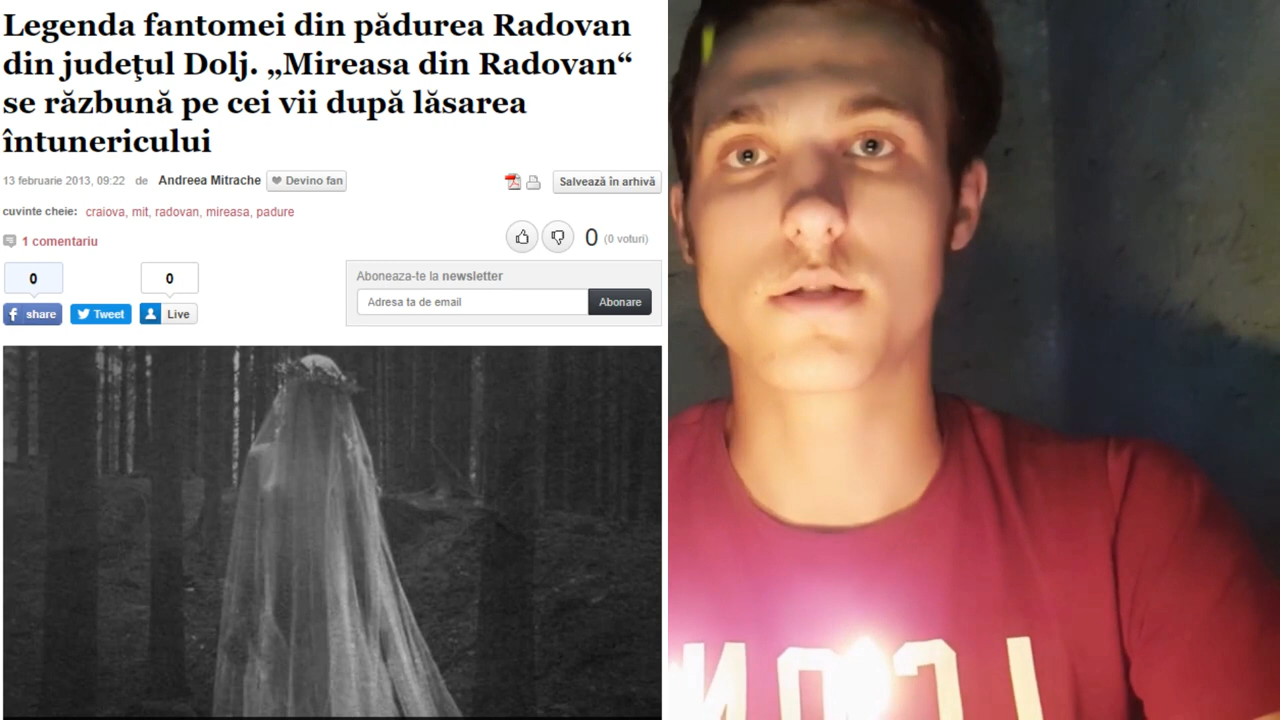 Legenda fantomei din pădurea Radovan
din judeţul Dolj. „Mireasa din Radovan“
se răzbună pe cei vii după lăsarea
întunericului
13 februarie 2013, 09:22 de Andreea Mitrache Devino fan
Salvează în arhivă
cuvinte cheie: craiova, mit, radovan, mireasa, padure
1 comentariu
0 (0 voturi)
0 0
share Tweet Live
Aboneaza-te la newsletter
Adresa ta de email Abonare